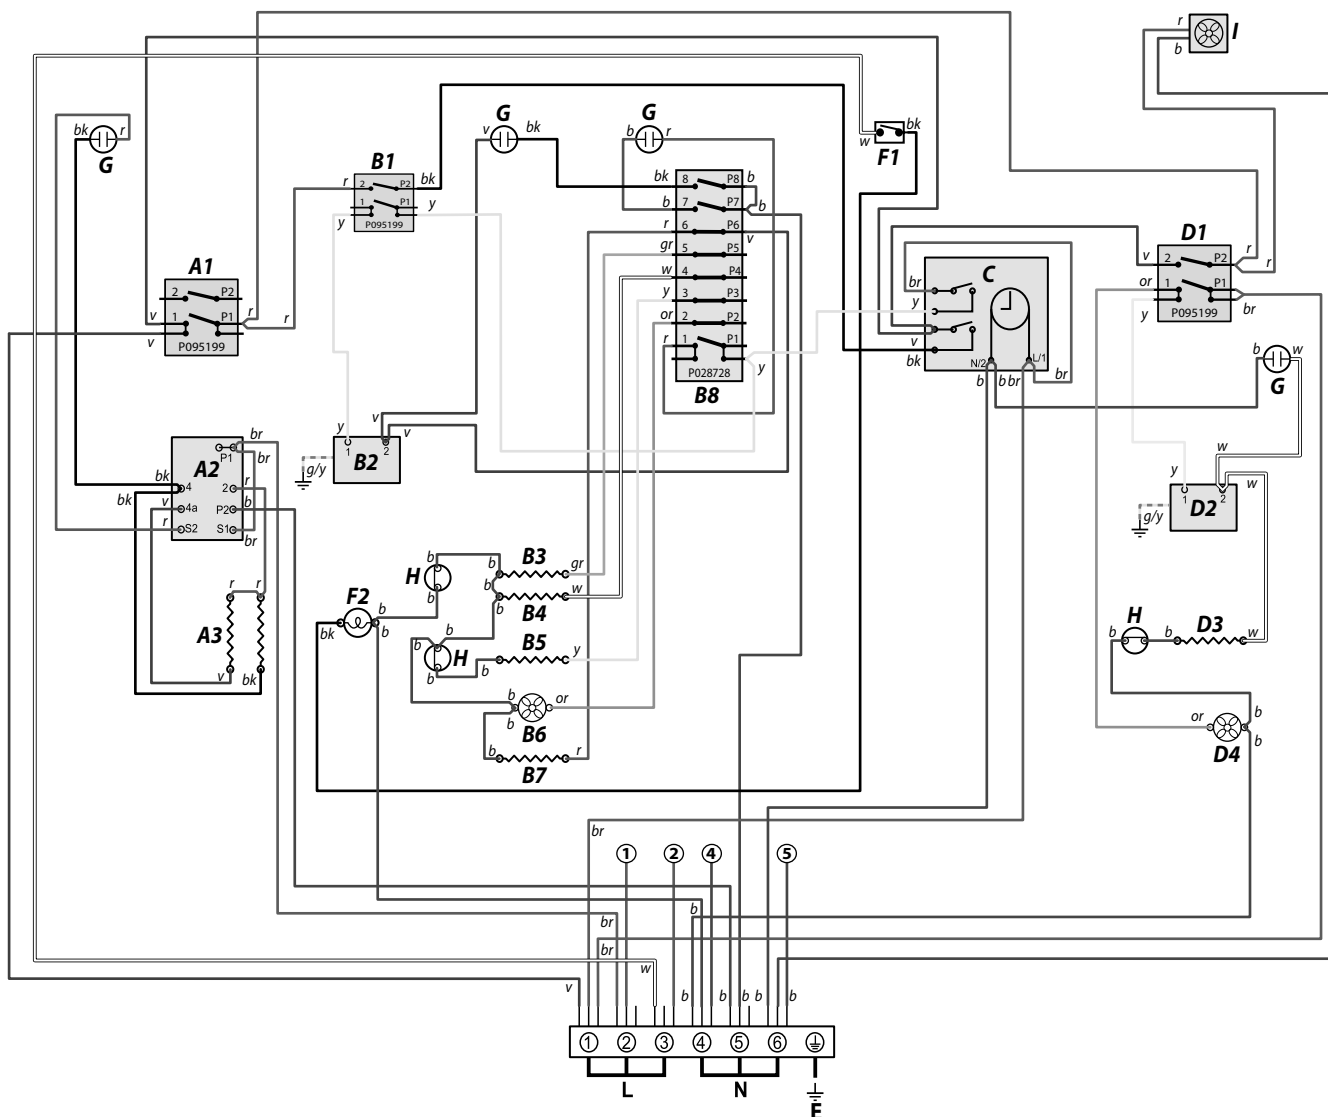 r
I
b
bk
r
G
G
v
bk
G
b
r
bk
w
F1
B1
r
2
P2
bk
1
P1
y
y
P095199
bk
8
P8
b
b
7
P7
b
r
6
P6
v
gr
5
P5
w
4
P4
y
3
P3
or
2
P2
r
1
P1
y
P028728
B8
A1
2
P2
r
v
1
P1
r
v
P095199
C
br
y
v
bk
N/2
L/1
b
b
br
br
D1
v
2
P2
r
r
or
1
P1
y
P095199
br
b
w
G
v
v
y
1
2
B2
g/y
br
P1
br
A2
bk
4
2
r
bk
v
4a
P2
b
r
S2
S1
br
w
y
1
2
w
D2
g/y
r
r
A3
v
bk
b
H
b
b
B3
gr
b
w
b
B4
F2
b
bk
b
b
b
H
b
b
B5
y
b
or
b
B6
b
r
B7
H
b
b
D3
w
or
b
b
D4
br
1
2
4
5
br
b
br
w
v
b
b
b
b
b
1
2
3
4
5
6
L
N
E